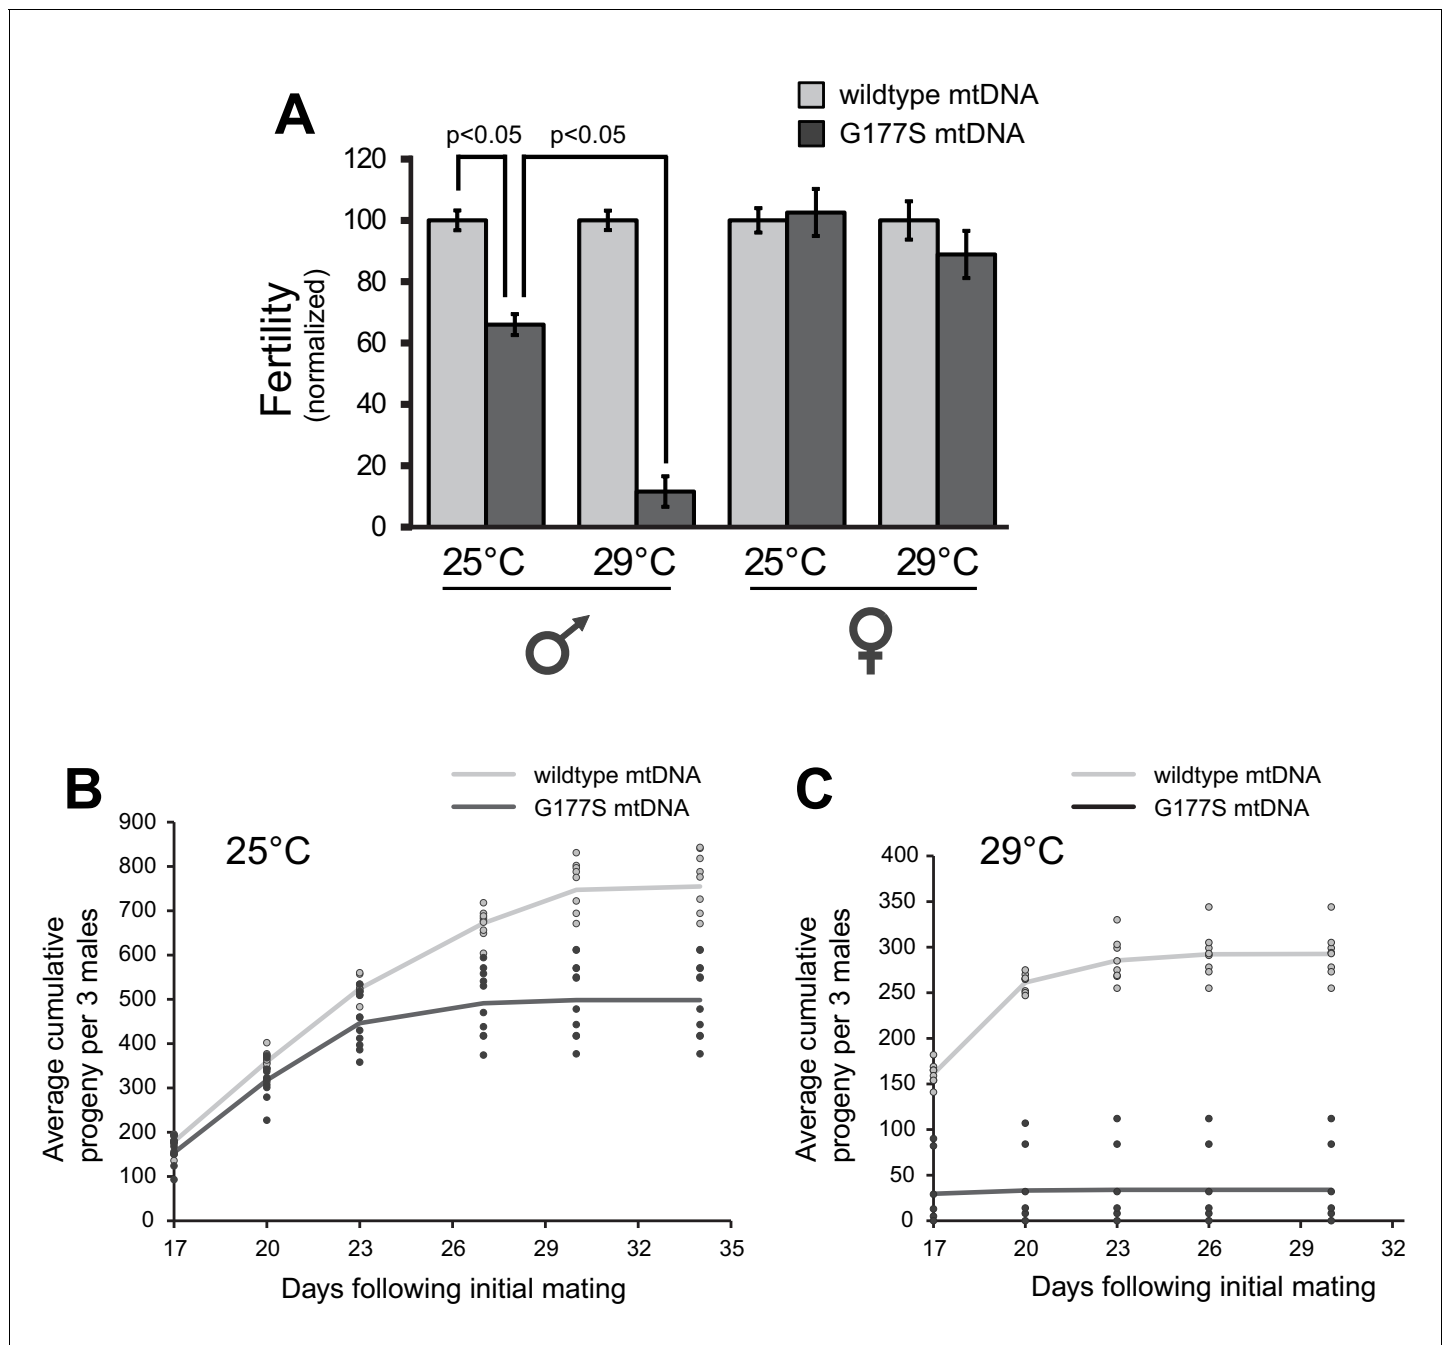 A
wildtype mtDNA
G177S mtDNA
p<0.05 p<0.05
120
100
80
60
40
20
0
Fertility
(normalized)
25°C 29°C 25°C 29°C
♂ ♀
B
wildtype mtDNA
G177S mtDNA
25°C
900
800
700
600
500
400
300
200
100
0
Average cumulative
progeny per 3 males
17 20 23 26 29 32 35
Days following initial mating
C
wildtype mtDNA
G177S mtDNA
29°C
400
350
300
250
200
150
100
50
0
Average cumulative
progeny per 3 males
17 20 23 26 29 32
Days following initial mating